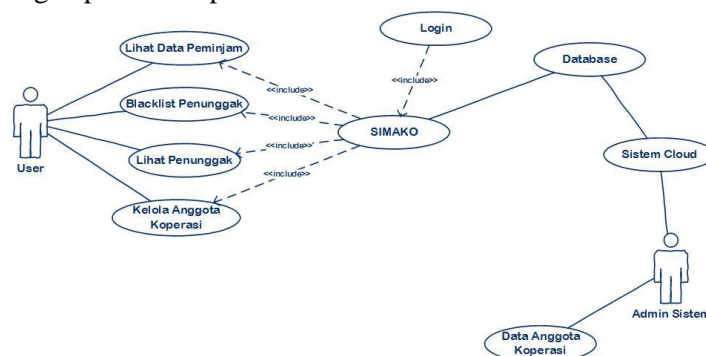 Login
Lihat Data Peminjam
Database
<<include>>
<<include>>
Blacklist Penunggak
<<include>>
SIMAKO
<<include>>
Lihat Penunggak
User
Sistem Cloud
<<include>>
Kelola Anggota
Koperasi
Admin Sistem
Data Anggota
Koperasi